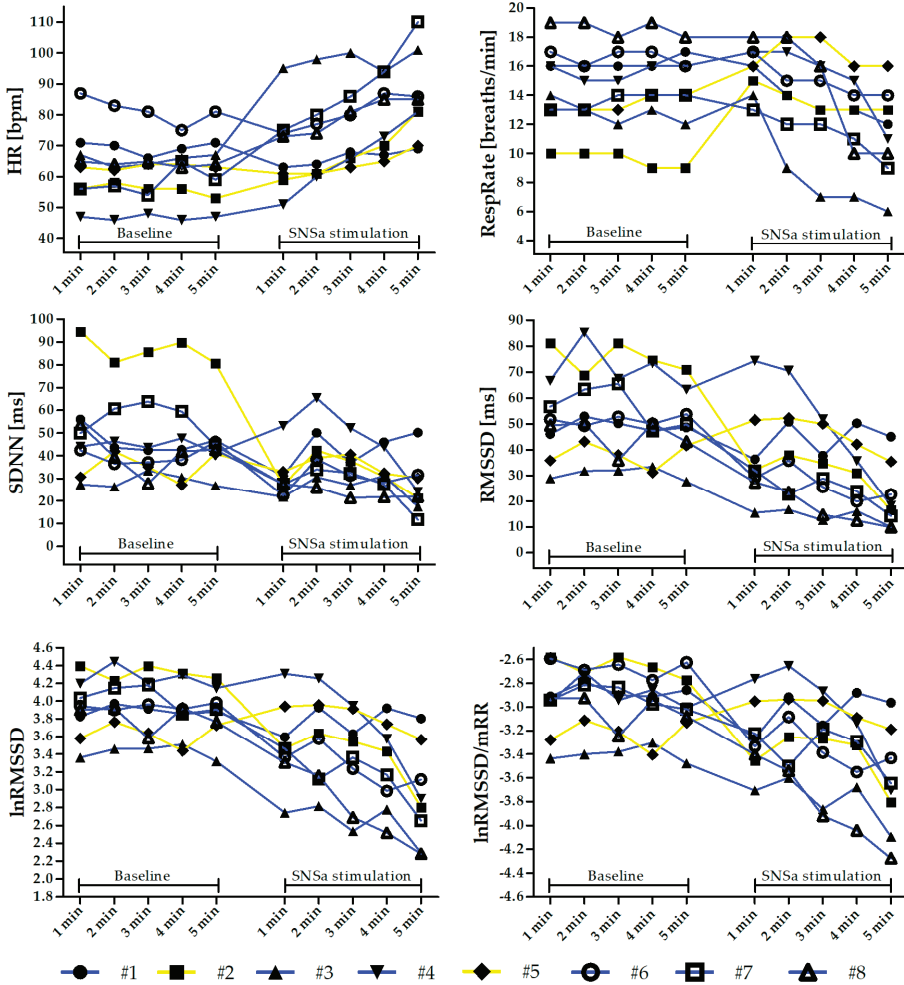 HR [bpm]
110
100
90
80
70
60
50
40
Baseline
SNSa stimulation
1 min
2 min
3 min
4 min
5 min
1 min
2 min
3 min
4 min
5 min
RespRate [breaths/min]
20
18
16
14
12
10
8
6
4
Baseline
SNSa stimulation
1 min
2 min
3 min
4 min
5 min
1 min
2 min
3 min
4 min
5 min
SDNN [ms]
100
90
80
70
60
50
40
30
20
10
0
Baseline
SNSa stimulation
1 min
2 min
3 min
4 min
5 min
1 min
2 min
3 min
4 min
5 min
RMSSD [ms]
90
80
70
60
50
40
30
20
10
0
Baseline
SNSa stimulation
1 min
2 min
3 min
4 min
5 min
1 min
2 min
3 min
4 min
5 min
lnRMSSD
4.6
4.4
4.2
4.0
3.8
3.6
3.4
3.2
3.0
2.8
2.6
2.4
2.2
2.0
1.8
Baseline
SNSa stimulation
1 min
2 min
3 min
4 min
5 min
1 min
2 min
3 min
4 min
5 min
lnRMSSD/mRR
-2.6
-2.8
-3.0
-3.2
-3.4
-3.6
-3.8
-4.0
-4.2
-4.4
-4.6
Baseline
SNSa stimulation
1 min
2 min
3 min
4 min
5 min
1 min
2 min
3 min
4 min
5 min
#1 #2 #3 #4 #5 #6 #7 #8